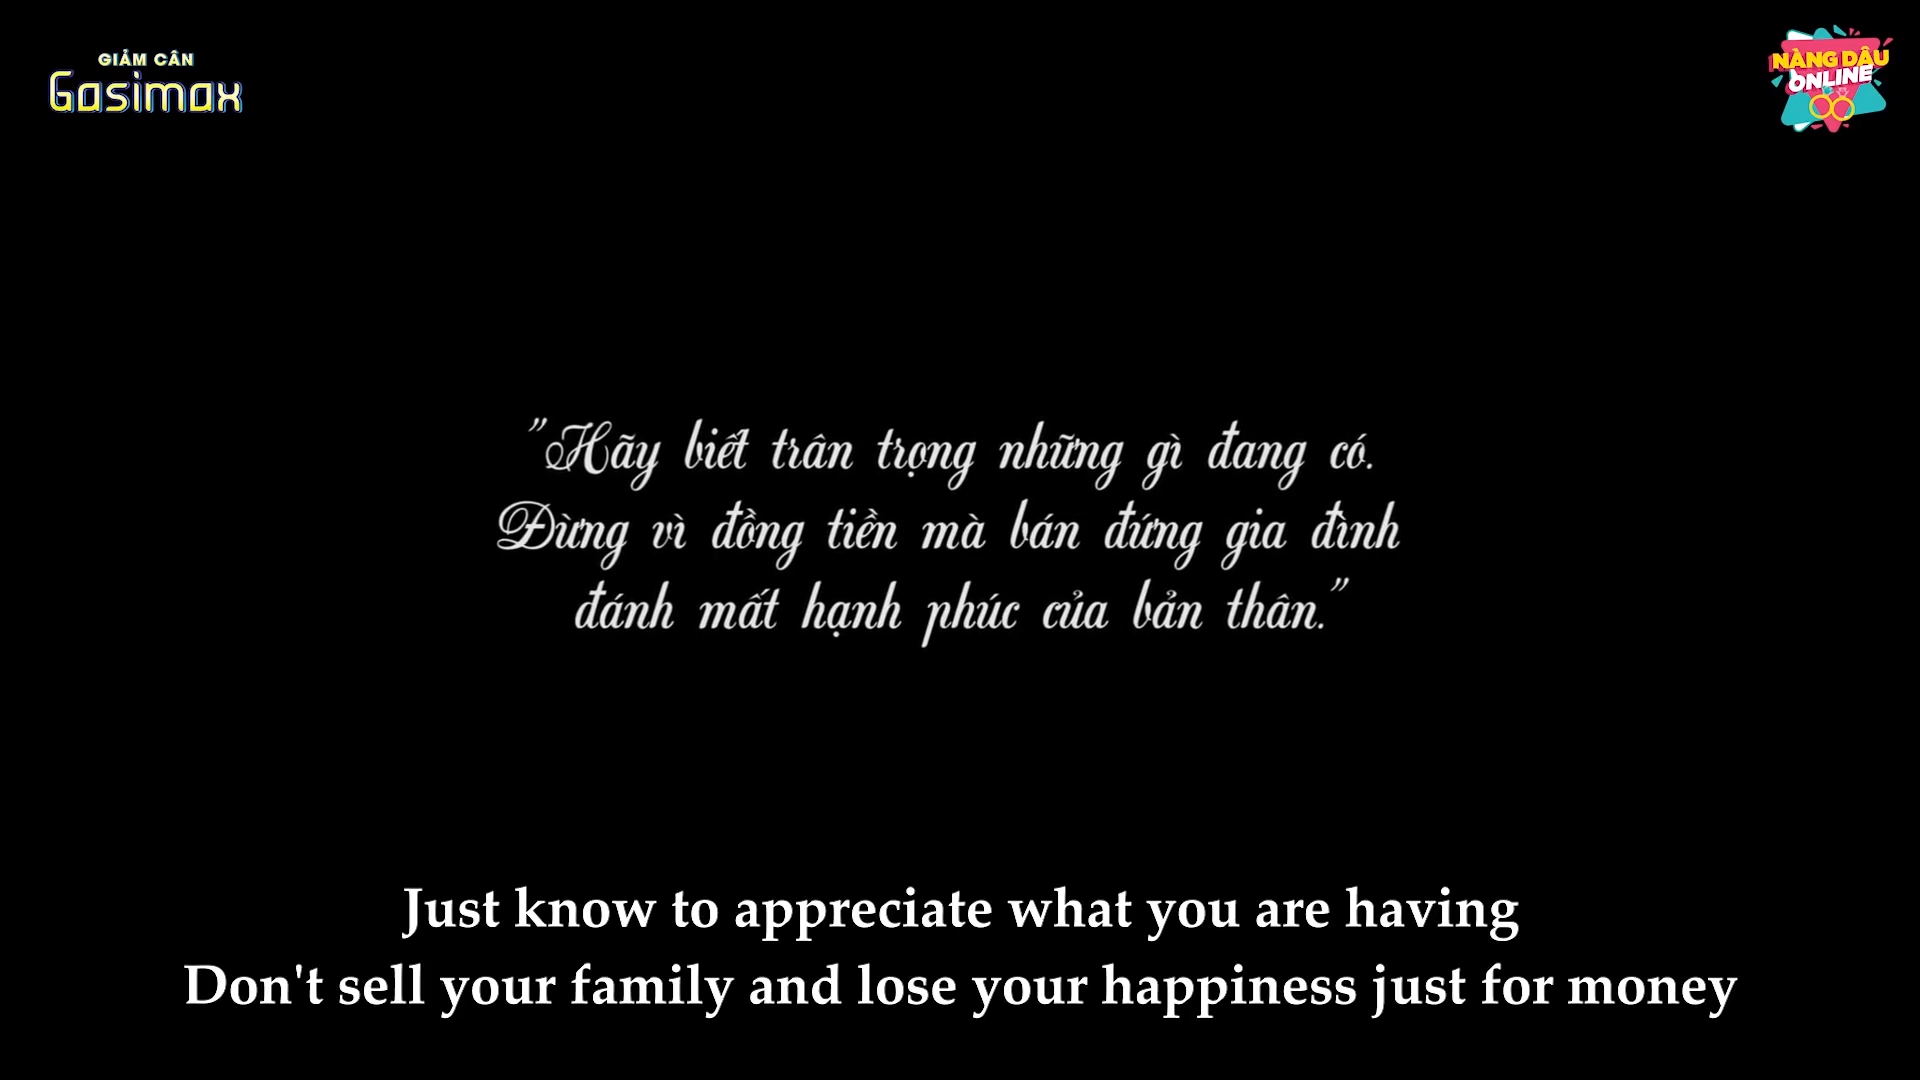 GIẢM CÂN
Gasimax
NÀNG DÂU
ONLINE
"Hãy biết trân trọng những gì đang có.
Đừng vì đồng tiền mà bán đứng gia đình
đánh mất hạnh phúc của bản thân."
Just know to appreciate what you are having
Don't sell your family and lose your happiness just for money